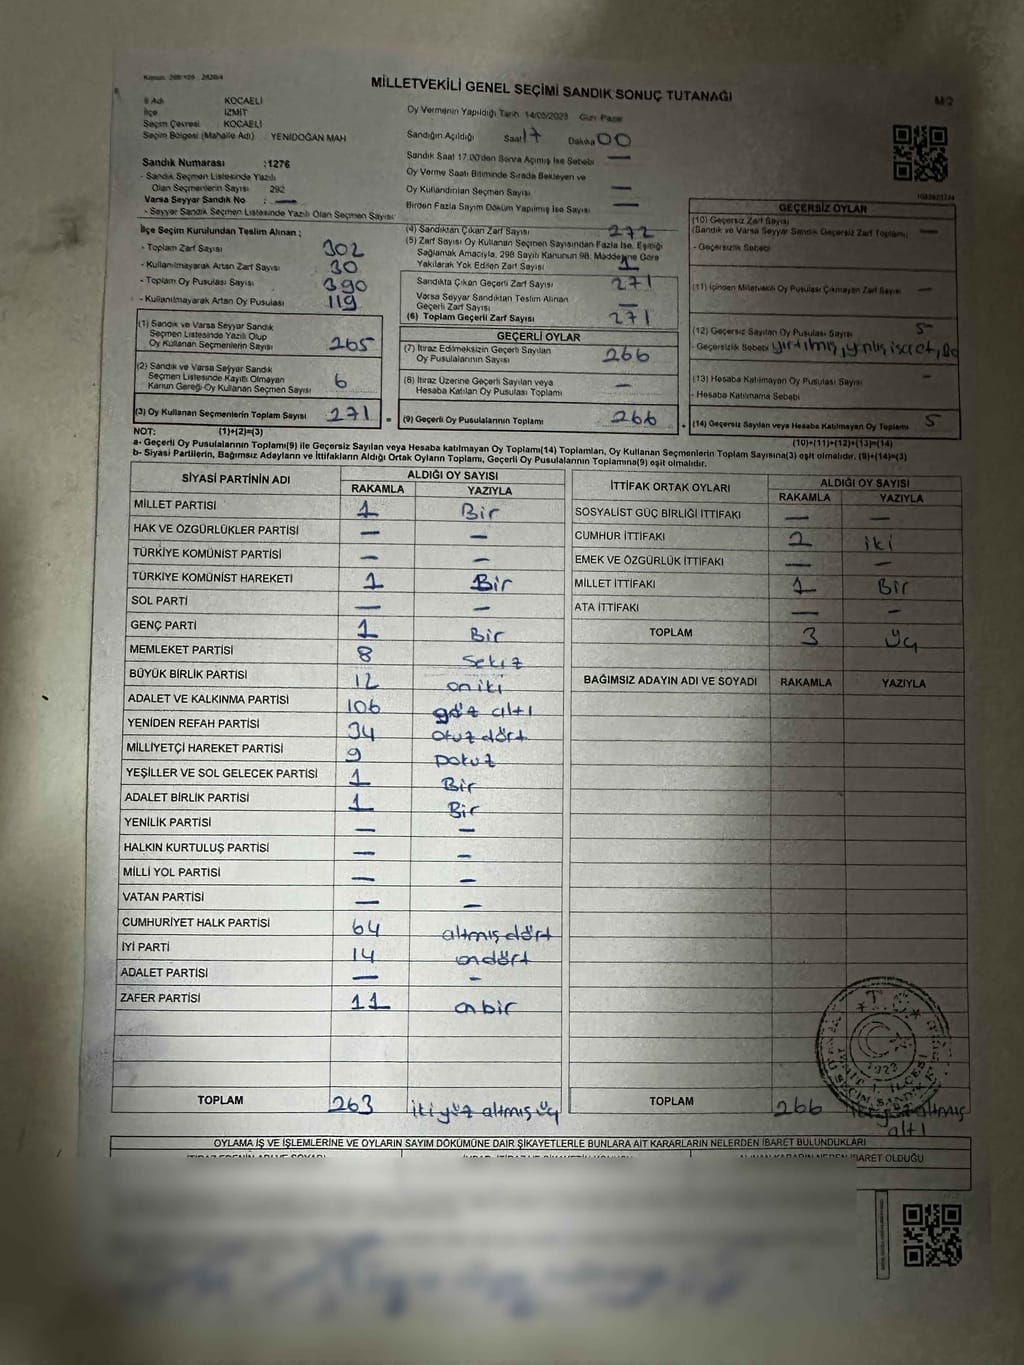 Kanun: 298/105 - 2820/4
MİLLETVEKİLİ GENEL SEÇİMİ SANDIK SONUÇ TUTANAĞI
M/2
İl Adı KOCAELİ
İlçe İZMİT
Seçim Çevresi KOCAELİ
Seçim Bölgesi (Mahalle Adı) YENİDOĞAN MAH
Sandık Numarası :1276
- Sandık Seçmen Listesinde Yazılı
Olan Seçmenlerin Sayısı 292
Varsa Seyyar Sandık No : —
- Seyyar Sandık Seçmen Listesinde Yazılı Olan Seçmen Sayısı
Oy Vermenin Yapıldığı Tarih 14/05/2023 Gün Pazar
Sandığın Açıldığı Saat 17 Dakika 00
Sandık Saat 17.00'den Sonra Açımış İse Sebebi —
Oy Verme Saati Bitiminde Sırada Bekleyen ve
Oy Kullandırılan Seçmen Sayısı —
Birden Fazla Sayım Döküm Yapılmış İse Sayısı —
İlçe Seçim Kurulundan Teslim Alınan ;
- Toplam Zarf Sayısı 302
- Kullanılmayarak Artan Zarf Sayısı 30
- Toplam Oy Pusulası Sayısı 390
- Kullanılmayarak Artan Oy Pusulası 119
(1) Sandık ve Varsa Seyyar Sandık
Seçmen Listesinde Yazılı Olup
Oy Kullanan Seçmenlerin Sayısı 265
(2) Sandık ve Varsa Seyyar Sandık
Seçmen Listesinde Kayıtlı Olmayan
Kanun Gereği Oy Kullanan Seçmen Sayısı 6
(3) Oy Kullanan Seçmenlerin Toplam Sayısı 271 =
(4) Sandıktan Çıkan Zarf Sayısı 272
(5) Zarf Sayısı Oy Kullanan Seçmen Sayısından Fazla İse, Eşitliği
Sağlamak Amacıyla, 298 Sayılı Kanunun 98. Maddesine Göre
Yakılarak Yok Edilen Zarf Sayısı 1
Sandıkta Çıkan Geçerli Zarf Sayısı 271
Varsa Seyyar Sandıktan Teslim Alınan
Geçerli Zarf Sayısı —
(6) Toplam Geçerli Zarf Sayısı 271
GEÇERLİ OYLAR
(7) İtiraz Edilmeksizin Geçerli Sayılan
Oy Pusulalarının Sayısı 266
(8) İtiraz Üzerine Geçerli Sayılan veya
Hesaba Katılan Oy Pusulası Toplamı —
(9) Geçerli Oy Pusulalarının Toplamı 266 +
GEÇERSİZ OYLAR
(10) Geçersiz Zarf Sayısı
(Sandık ve Varsa Seyyar Sandık Geçersiz Zarf Toplamı) —
- Geçersizlik Sebebi
(11) İçinden Milletvekili Oy Pusulası Çıkmayan Zarf Sayısı —
(12) Geçersiz Sayılan Oy Pusulası Sayısı 5
- Geçersizlik Sebebi yırtılmış, yanlış işaret,
(13) Hesaba Katılmayan Oy Pusulası Sayısı —
- Hesaba Katılmama Sebebi
(14) Geçersiz Sayılan veya Hesaba Katılmayan Oy Toplamı 5
NOT: (1)+(2)=(3) (10)+(11)+(12)+(13)=(14)
a- Geçerli Oy Pusulalarının Toplamı(9) ile Geçersiz Sayılan veya Hesaba katılmayan Oy Toplamı(14) Toplamları, Oy Kullanan Seçmenlerin Toplam Sayısına(3) eşit olmalıdır. (9)+(14)=(3)
b- Siyasi Partilerin, Bağımsız Adayların ve İttifakların Aldığı Ortak Oyların Toplamı, Geçerli Oy Pusulalarının Toplamına(9) eşit olmalıdır.
SİYASİ PARTİNİN ADI ALDIĞI OY SAYISI
RAKAMLA YAZIYLA
MİLLET PARTİSİ 1 Bir
HAK VE ÖZGÜRLÜKLER PARTİSİ — —
TÜRKİYE KOMÜNİST PARTİSİ — —
TÜRKİYE KOMÜNİST HAREKETİ 1 Bir
SOL PARTİ — —
GENÇ PARTİ 1 Bir
MEMLEKET PARTİSİ 8 Sekiz
BÜYÜK BİRLİK PARTİSİ 12 oniki
ADALET VE KALKINMA PARTİSİ 106 yüz altı
YENİDEN REFAH PARTİSİ 34 otuz dört
MİLLİYETÇİ HAREKET PARTİSİ 9 Dokuz
YEŞİLLER VE SOL GELECEK PARTİSİ 1 Bir
ADALET BİRLİK PARTİSİ 1 Bir
YENİLİK PARTİSİ — —
HALKIN KURTULUŞ PARTİSİ — —
MİLLİ YOL PARTİSİ — —
VATAN PARTİSİ — —
CUMHURİYET HALK PARTİSİ 64 altmış dört
İYİ PARTİ 14 ondört
ADALET PARTİSİ — —
ZAFER PARTİSİ 11 onbir
TOPLAM 263 iki yüz altmış üç
İTTİFAK ORTAK OYLARI ALDIĞI OY SAYISI
RAKAMLA YAZIYLA
SOSYALİST GÜÇ BİRLİĞİ İTTİFAKI — —
CUMHUR İTTİFAKI 2 iki
EMEK VE ÖZGÜRLÜK İTTİFAKI — —
MİLLET İTTİFAKI 1 Bir
ATA İTTİFAKI — —
TOPLAM 3 üç
BAĞIMSIZ ADAYIN ADI VE SOYADI RAKAMLA YAZIYLA
T.C.
1923
TOPLAM 266 iki yüz altmış
altı
OYLAMA İŞ VE İŞLEMLERİNE VE OYLARIN SAYIM DÖKÜMÜNE DAİR ŞİKAYETLERLE BUNLARA AİT KARARLARIN NELERDEN İBARET BULUNDUKLARI